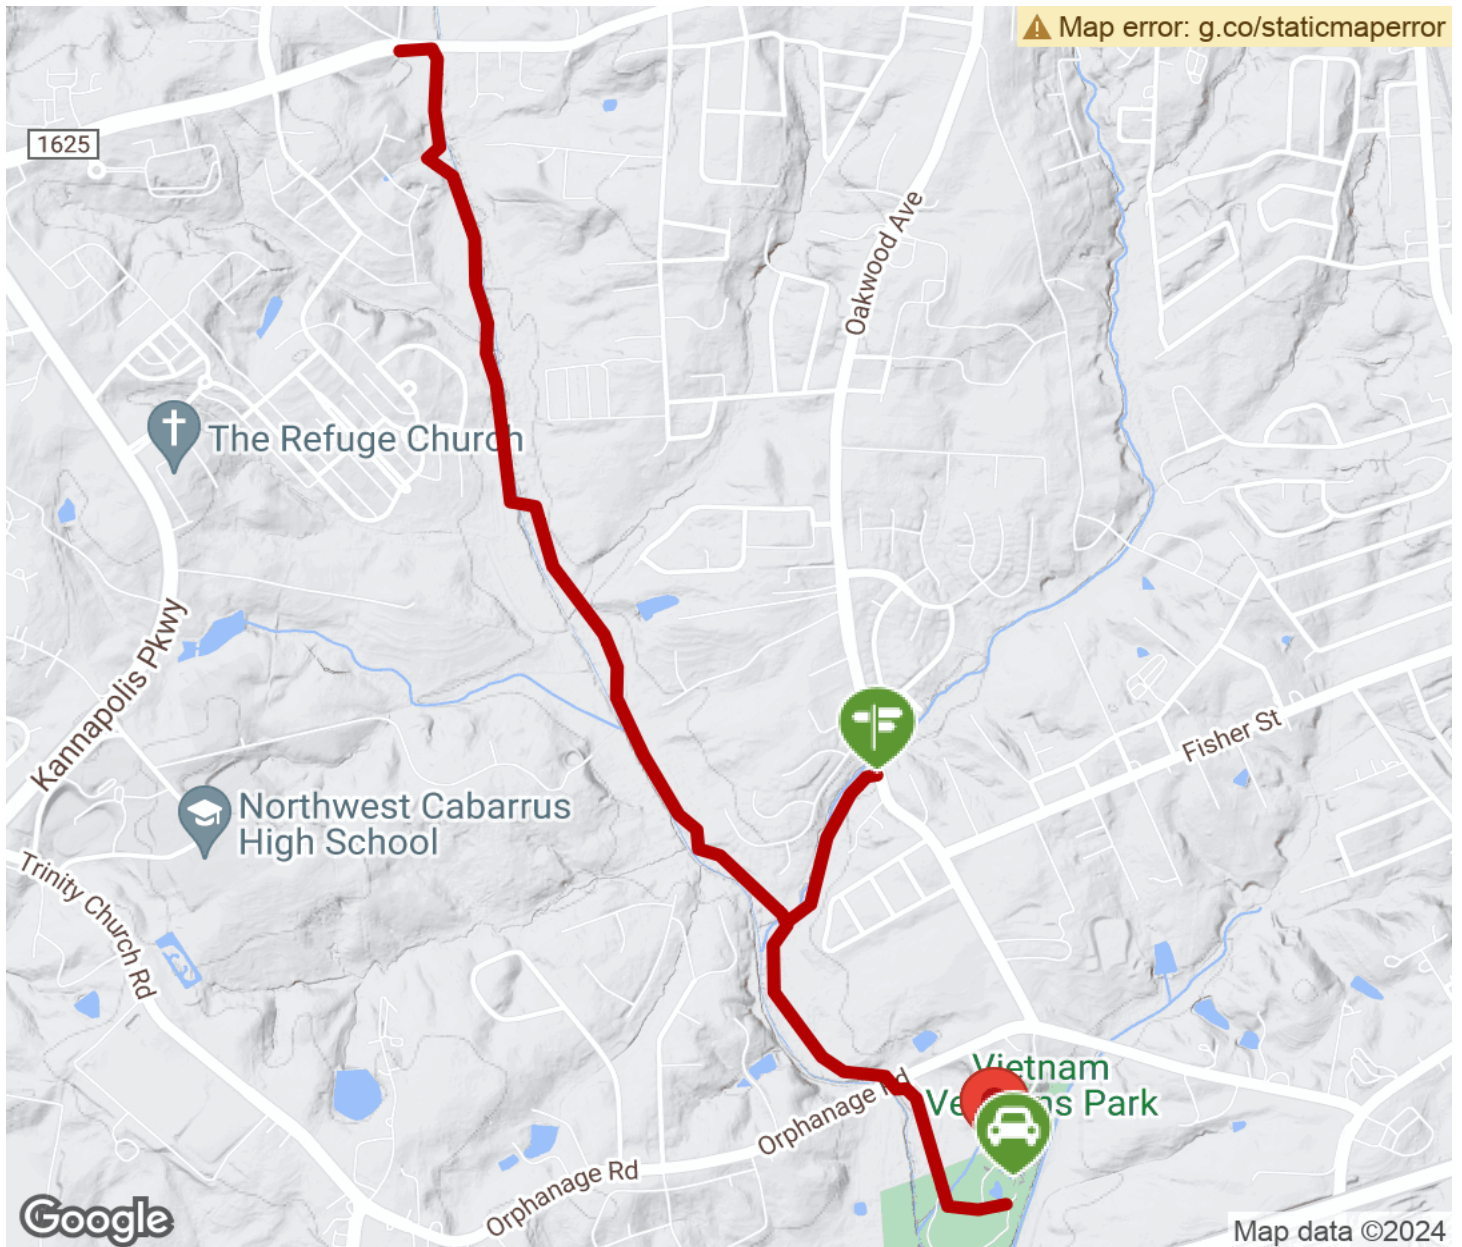 Map error: g.co/staticmaperror
1625
Oakwood Ave
The Refuge Church
Kannapolis Pkwy
Fisher St
Northwest Cabarrus
High School
Trinity Church Rd
Vietnam
Park
Orphanage Rd
Orphanage Rd
Google
Map data ©2024